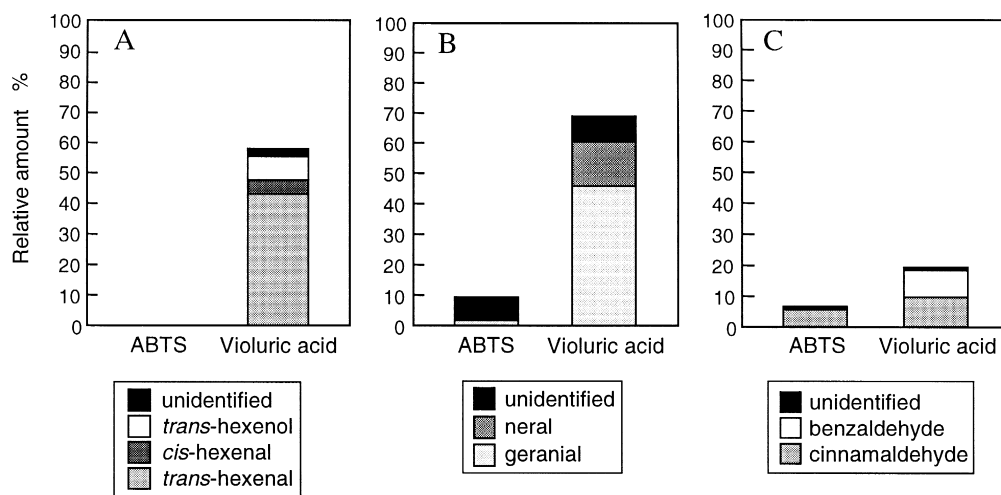 Relative amount %
A
100
90
80
70
60
50
40
30
20
10
0
ABTS Violuric acid
unidentified
trans-hexenol
cis-hexenal
trans-hexenal
B
100
90
80
70
60
50
40
30
20
10
0
ABTS Violuric acid
unidentified
neral
geranial
C
100
90
80
70
60
50
40
30
20
10
0
ABTS Violuric acid
unidentified
benzaldehyde
cinnamaldehyde